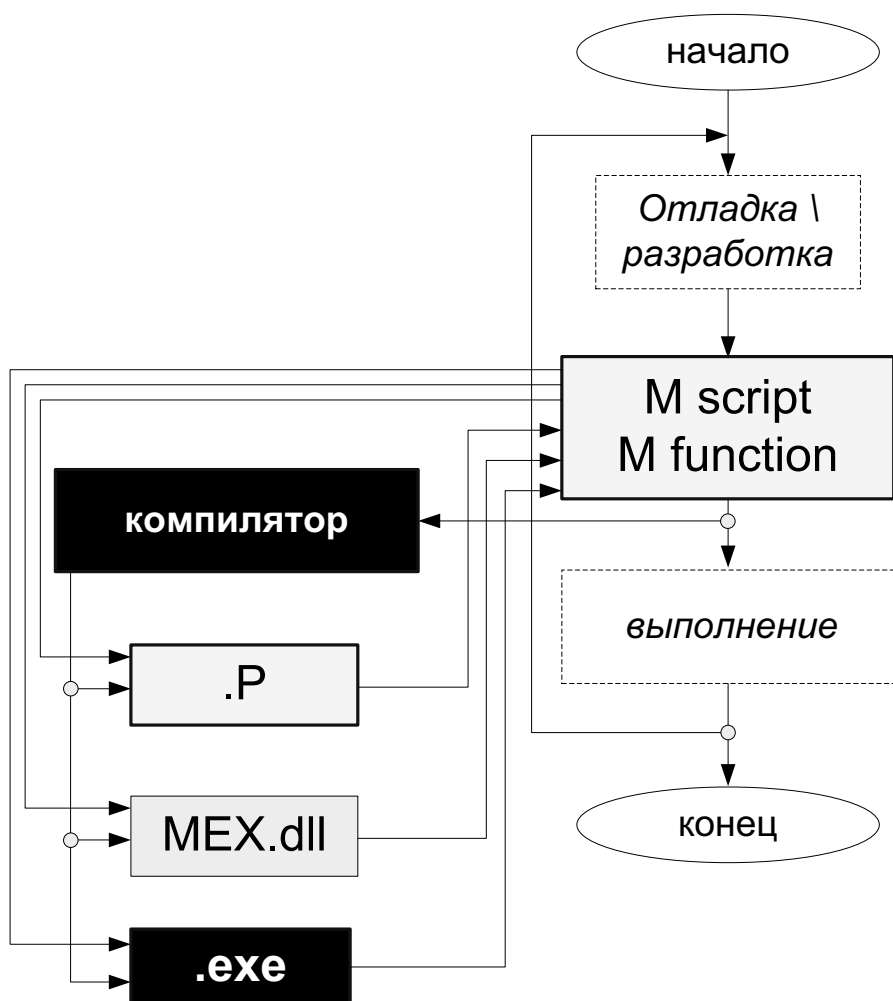 начало
Отладка \
разработка
M script
M function
компилятор
выполнение
.P
MEX.dll
конец
.exe